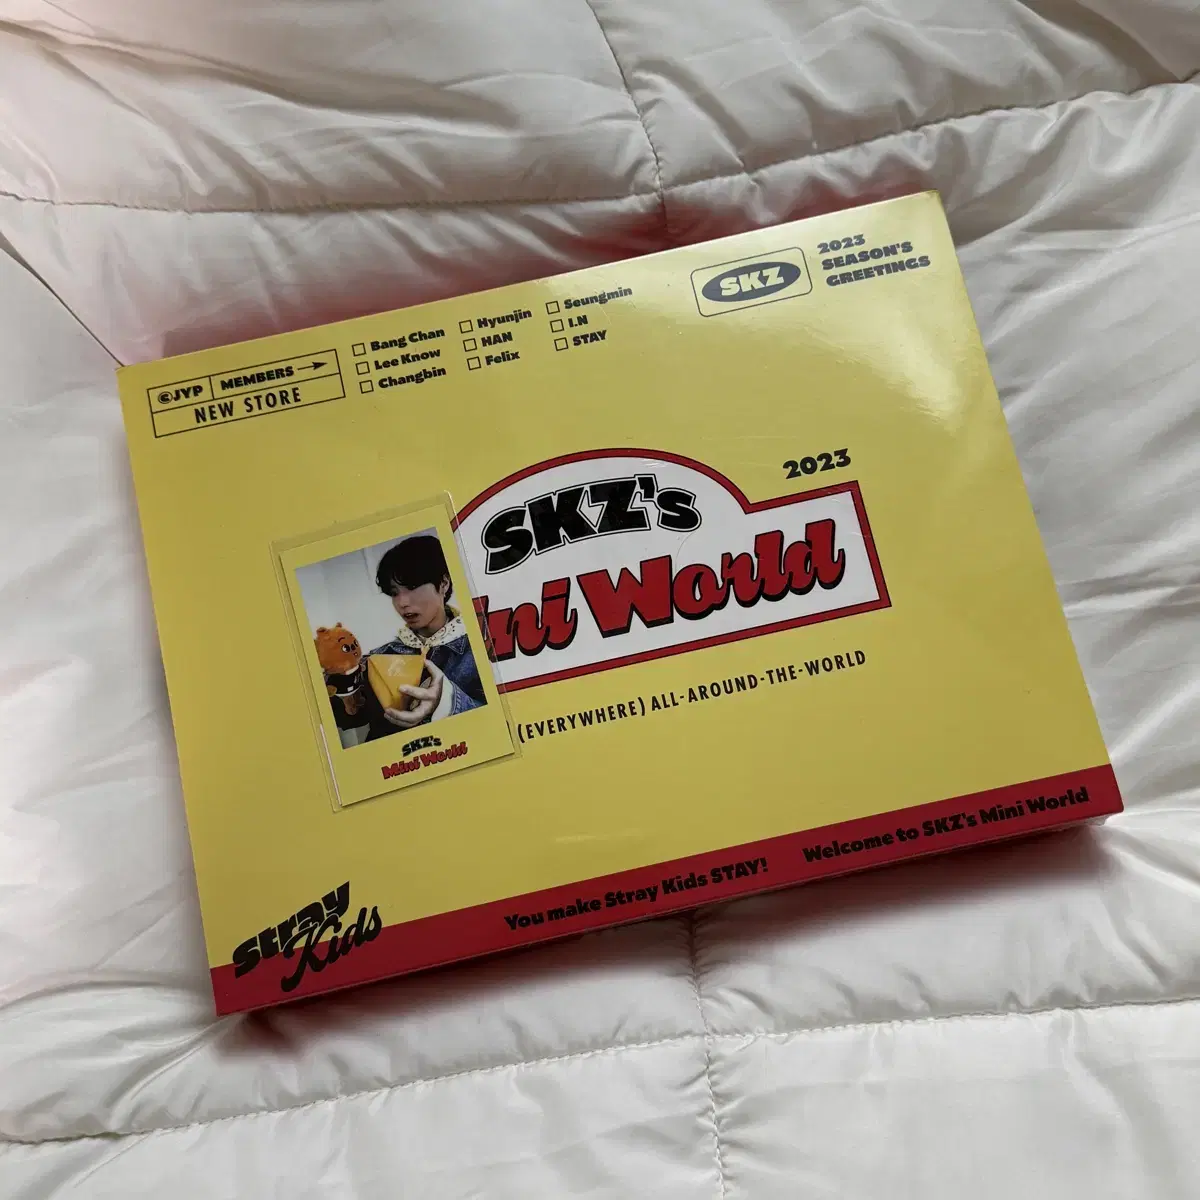 2023
SEASON'S
GREETINGS
SKZ
©JYP MEMBERS
NEW STORE
Bang Chan
Lee Know
Changbin
Hyunjin
HAN
Felix
Seungmin
I.N
STAY
2023
SKZ's
ini World
(EVERYWHERE) ALL-AROUND-THE-WORLD
SKZ's
Mini World
Stray
Kids
You make Stray Kids STAY!
Welcome to SKZ's Mini World